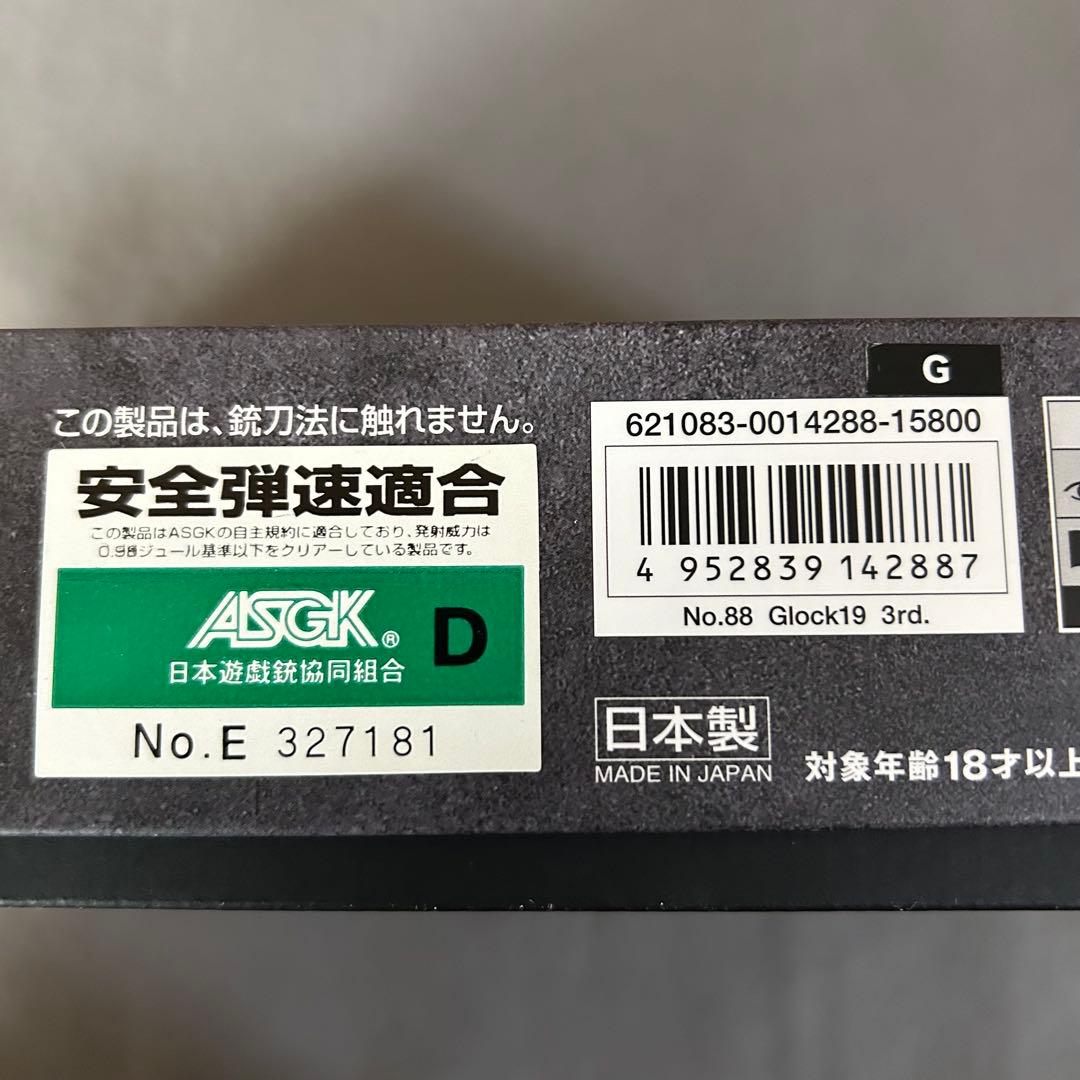 G
この製品は、銃刀法に触れません。
安全弾速適合
この製品はASGKの自主規約に適合しており、発射威力は
0.98ジュール基準以下をクリアーしている製品です。
ASGK® D
日本遊戯銃協同組合
No.E 327181
621083-0014288-15800
4 952839 142887
No.88 Glock19 3rd.
日本製
MADE IN JAPAN
対象年齢18才以上